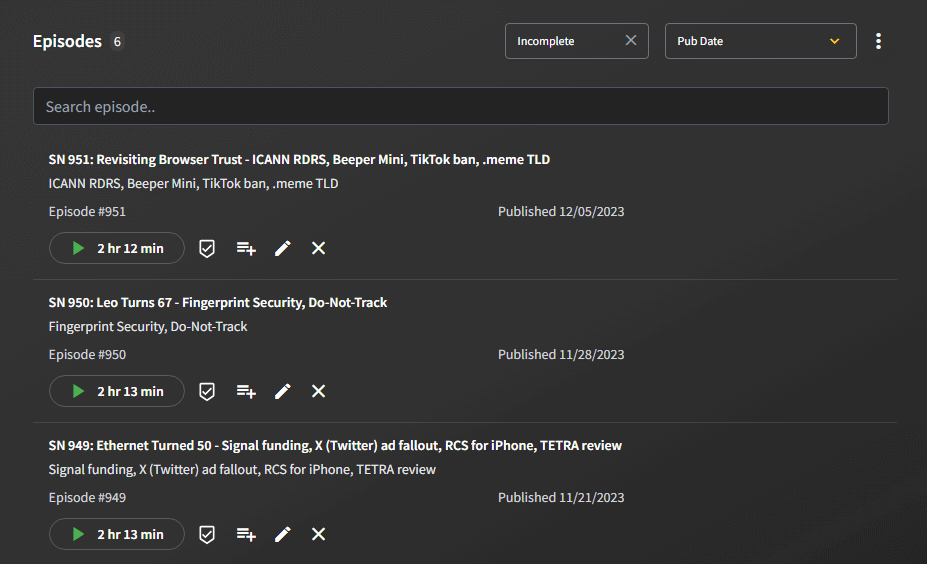 Episodes 6
Incomplete
Pub Date
Search episode..
SN 951: Revisiting Browser Trust - ICANN RDRS, Beeper Mini, TikTok ban, .meme TLD
ICANN RDRS, Beeper Mini, TikTok ban, .meme TLD
Episode #951
Published 12/05/2023
2 hr 12 min
SN 950: Leo Turns 67 - Fingerprint Security, Do-Not-Track
Fingerprint Security, Do-Not-Track
Episode #950
Published 11/28/2023
2 hr 13 min
SN 949: Ethernet Turned 50 - Signal funding, X (Twitter) ad fallout, RCS for iPhone, TETRA review
Signal funding, X (Twitter) ad fallout, RCS for iPhone, TETRA review
Episode #949
Published 11/21/2023
2 hr 13 min